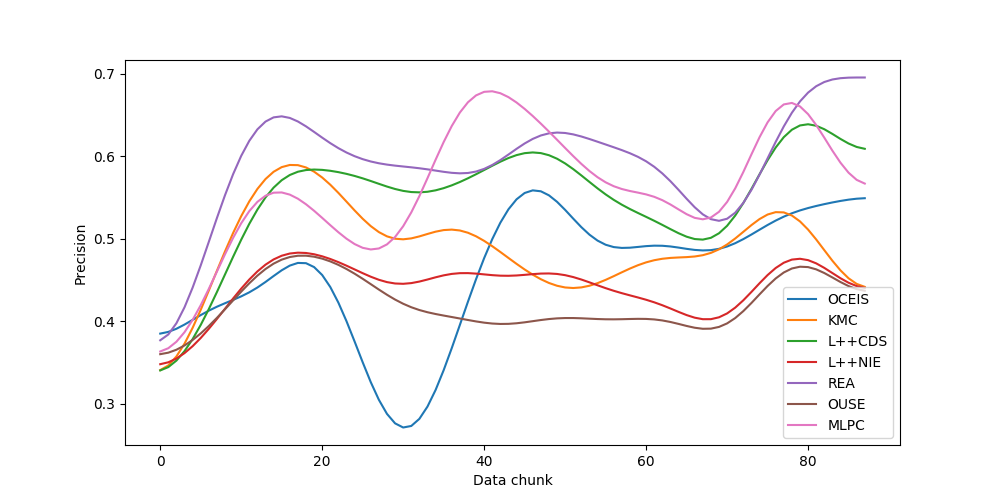 0.7
0.6
0.5
0.4
0.3
Precision
0
20
40
60
80
Data chunk
OCEIS
KMC
L++CDS
L++NIE
REA
OUSE
MLPC